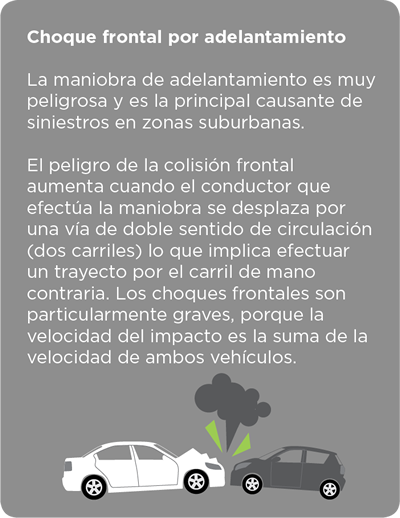 Choque frontal por adelantamiento
La maniobra de adelantamiento es muy
peligrosa y es la principal causante de
siniestros en zonas suburbanas.
El peligro de la colisión frontal
aumenta cuando el conductor que
efectúa la maniobra se desplaza por
una vía de doble sentido de circulación
(dos carriles) lo que implica efectuar
un trayecto por el carril de mano
contraria. Los choques frontales son
particularmente graves, porque la
velocidad del impacto es la suma de la
velocidad de ambos vehículos.